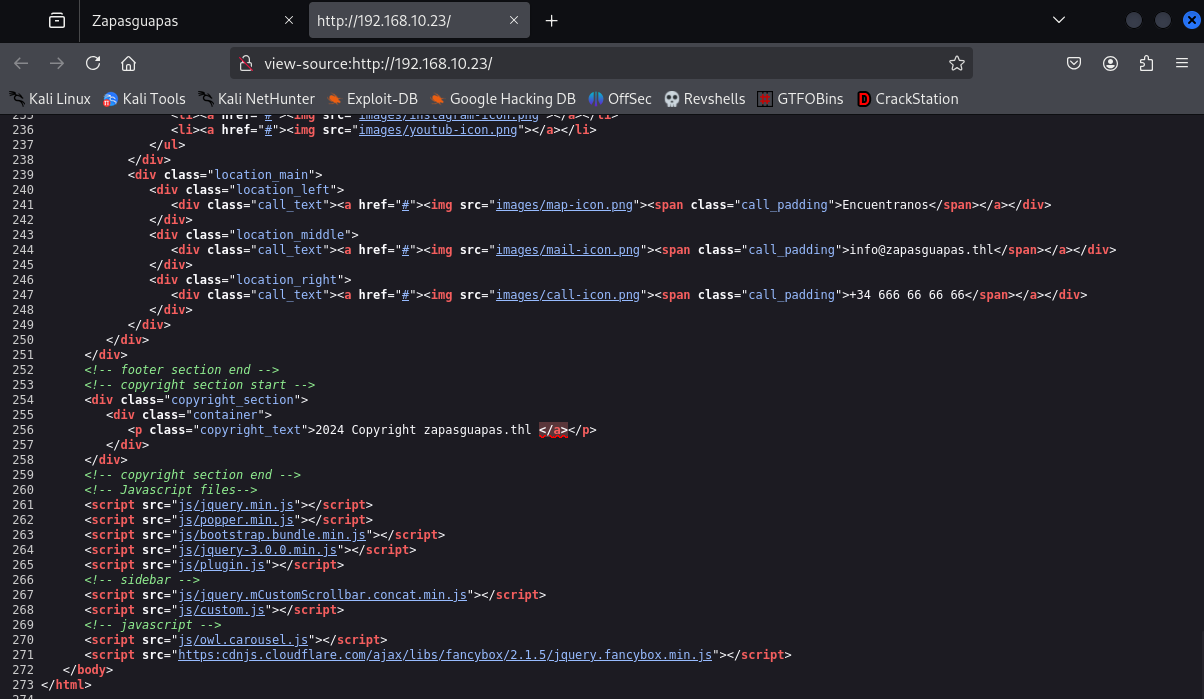 Zapasguapas
http://192.168.10.23/
view-source:http://192.168.10.23/
Kali Linux Kali Tools Kali NetHunter Exploit-DB Google Hacking DB OffSec Revshells GTFOBins CrackStation
235 <li><a href="#"><img src="images/instagram-icon.png"></a></li>
236 <li><a href="#"><img src="images/youtub-icon.png"></a></li>
237 </ul>
238 </div>
239 <div class="location_main">
240 <div class="location_left">
241 <div class="call_text"><a href="#"><img src="images/map-icon.png"><span class="call_padding">Encuentranos</span></a></div>
242 </div>
243 <div class="location_middle">
244 <div class="call_text"><a href="#"><img src="images/mail-icon.png"><span class="call_padding">info@zapasguapas.thl</span></a></div>
245 </div>
246 <div class="location_right">
247 <div class="call_text"><a href="#"><img src="images/call-icon.png"><span class="call_padding">+34 666 66 66 66</span></a></div>
248 </div>
249 </div>
250 </div>
251 </div>
252 <!-- footer section end -->
253 <!-- copyright section start -->
254 <div class="copyright_section">
255 <div class="container">
256 <p class="copyright_text">2024 Copyright zapasguapas.thl </a></p>
257 </div>
258 </div>
259 <!-- copyright section end -->
260 <!-- Javascript files-->
261 <script src="js/jquery.min.js"></script>
262 <script src="js/popper.min.js"></script>
263 <script src="js/bootstrap.bundle.min.js"></script>
264 <script src="js/jquery-3.0.0.min.js"></script>
265 <script src="js/plugin.js"></script>
266 <!-- sidebar -->
267 <script src="js/jquery.mCustomScrollbar.concat.min.js"></script>
268 <script src="js/custom.js"></script>
269 <!-- javascript -->
270 <script src="js/owl.carousel.js"></script>
271 <script src="https:cdnjs.cloudflare.com/ajax/libs/fancybox/2.1.5/jquery.fancybox.min.js"></script>
272 </body>
273 </html>
274